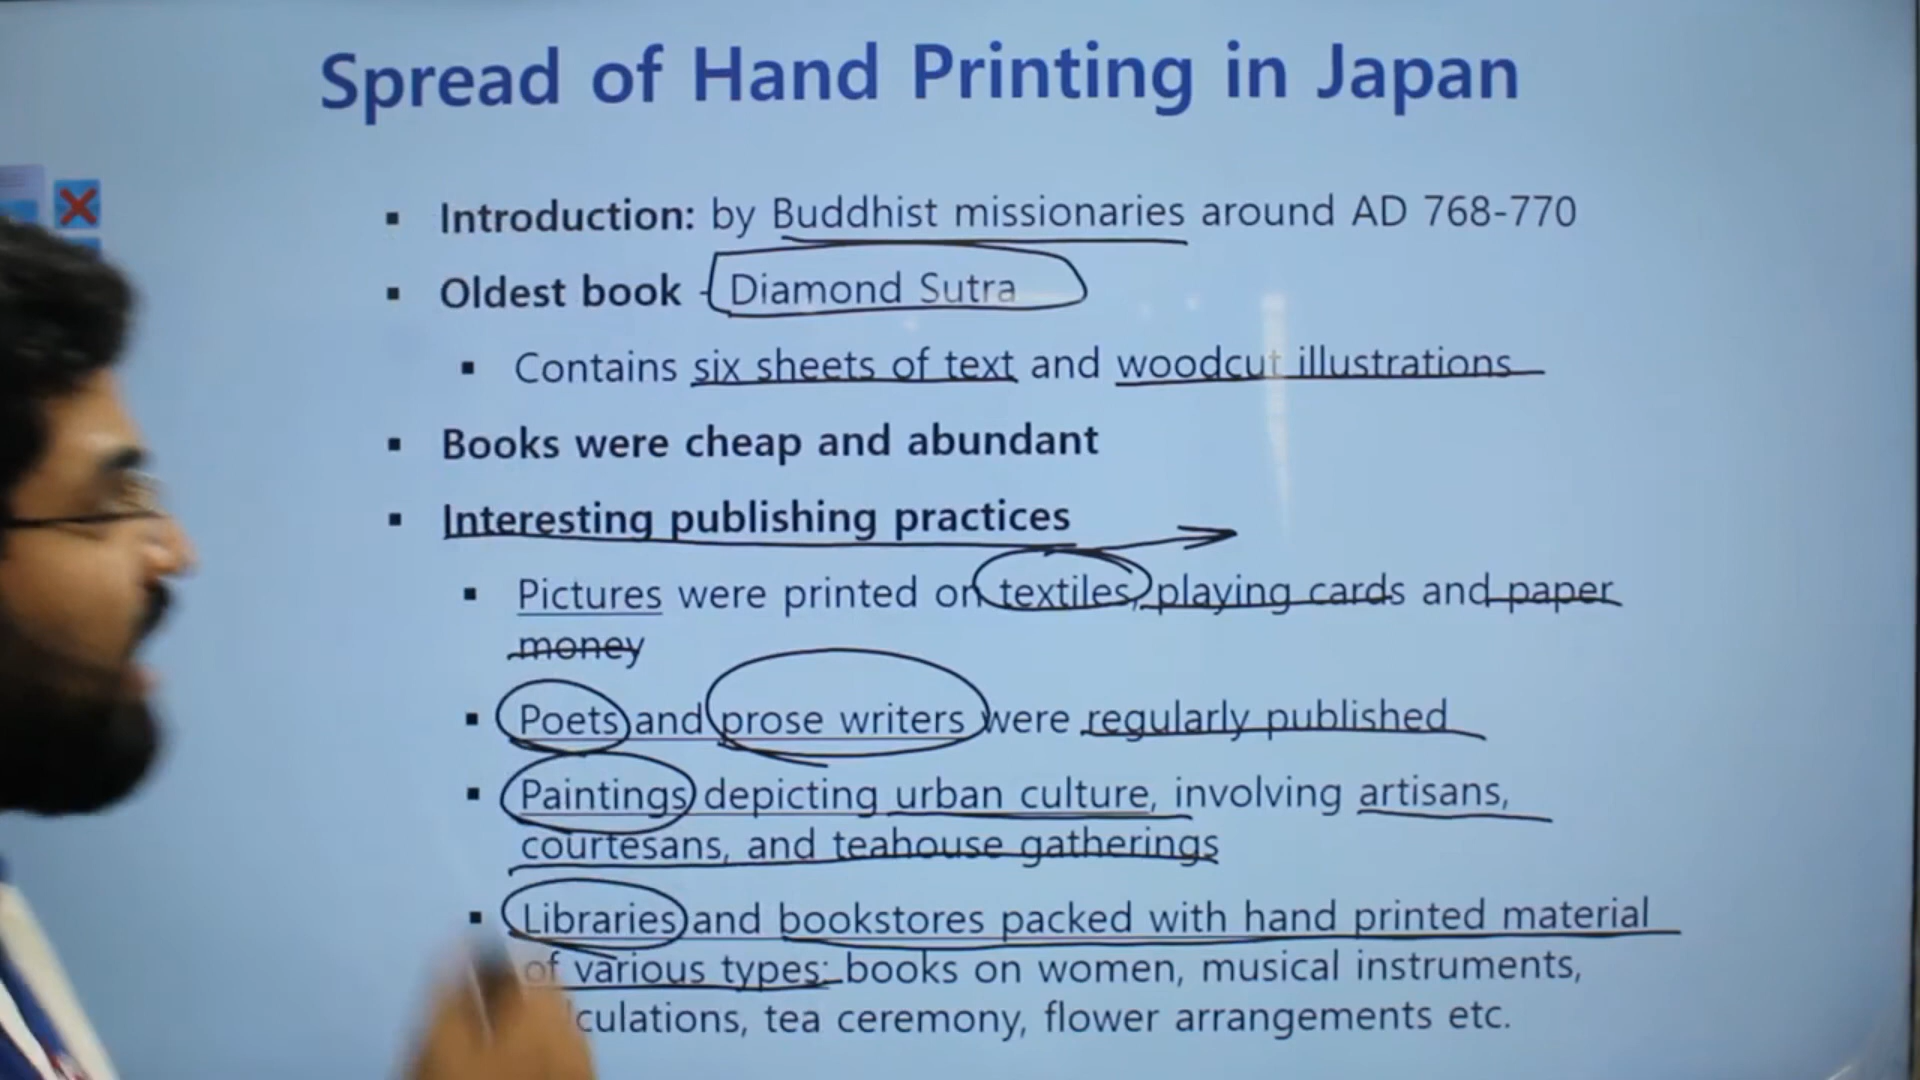 Spread of Hand Printing in Japan
Introduction: by Buddhist missionaries around AD 768-770
Oldest book - Diamond Sutra
Contains six sheets of text and woodcut illustrations
Books were cheap and abundant
Interesting publishing practices
Pictures were printed on textiles, playing cards and paper
money
Poets and prose writers were regularly published
Paintings depicting urban culture, involving artisans,
courtesans, and teahouse gatherings
Libraries and bookstores packed with hand printed material
of various types: books on women, musical instruments,
tea ceremony, flower arrangements etc.